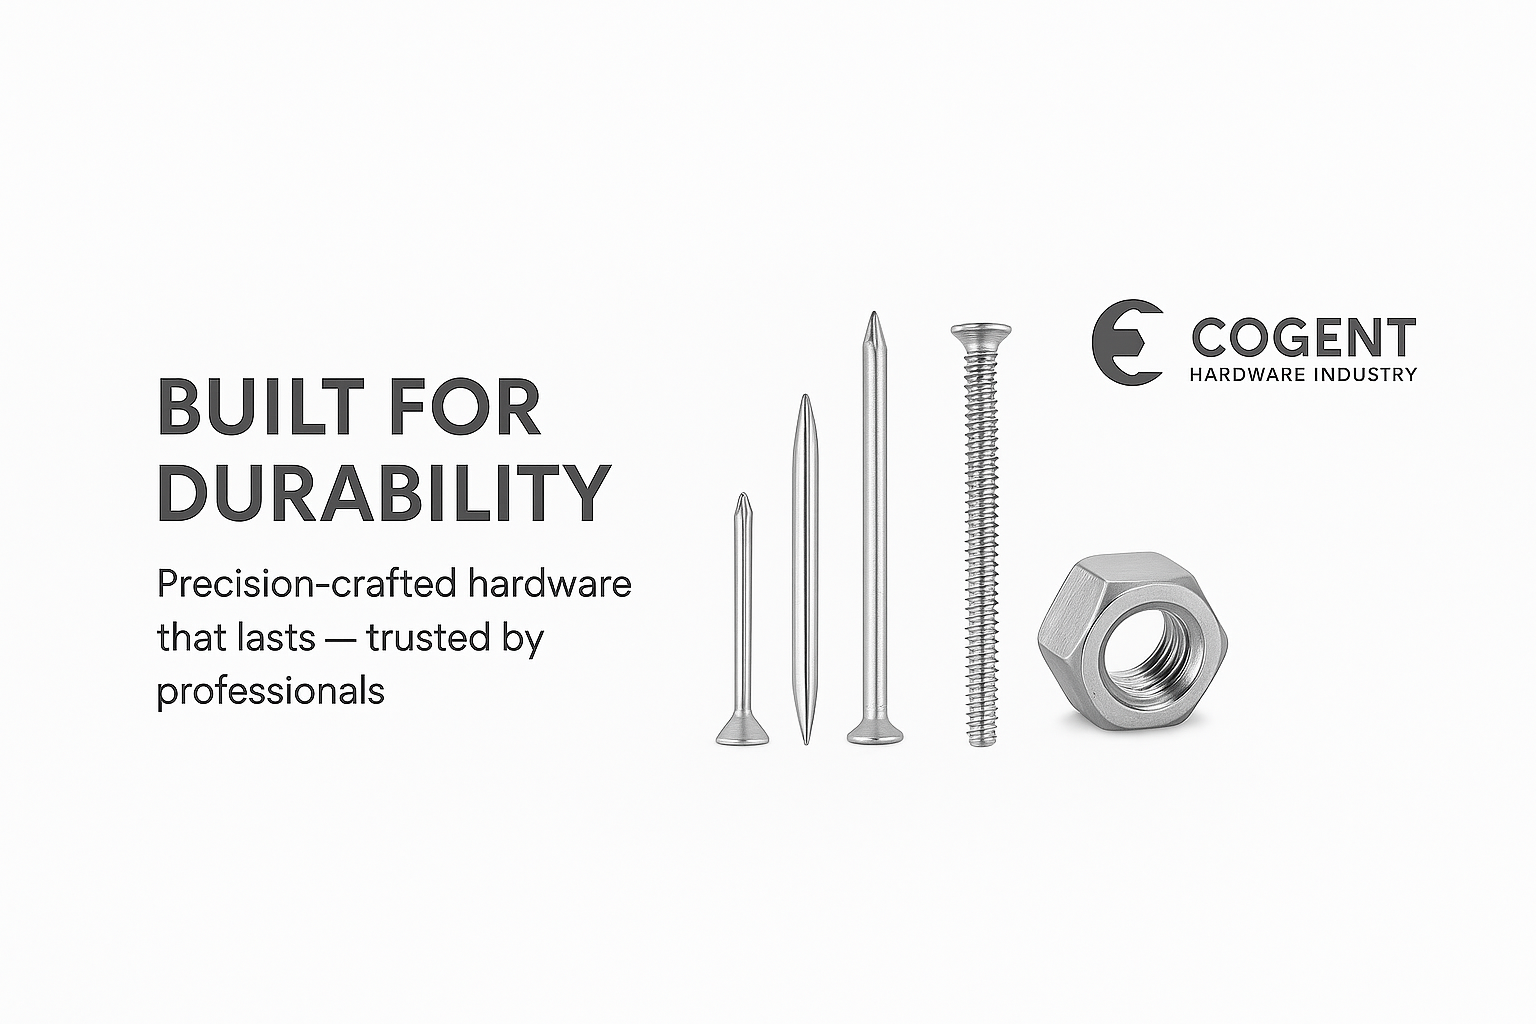 BUILT FOR
DURABILITY
Precision-crafted hardware
that lasts — trusted by
professionals
COGENT
HARDWARE INDUSTRY